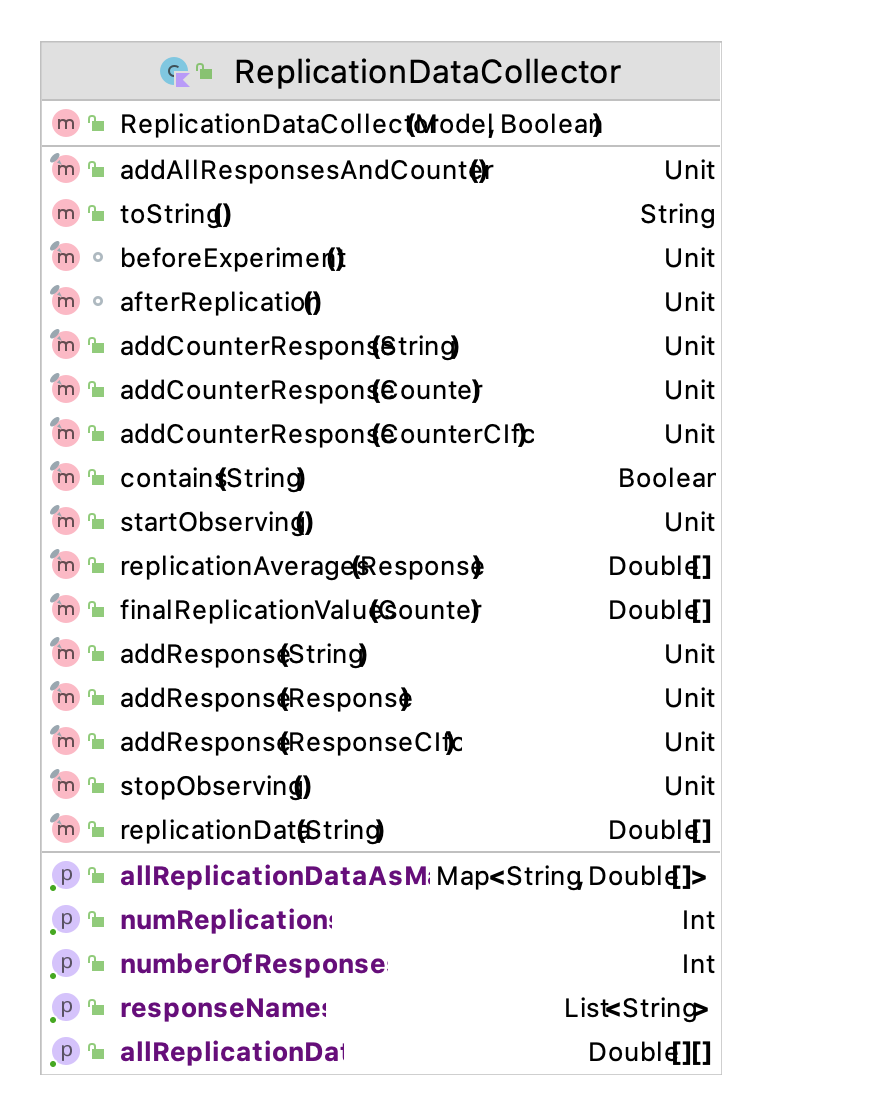 ReplicationDataCollector
ReplicationDataCollector(Model, Boolean)
addAllResponsesAndCounter() Unit
toString() String
beforeExperiment() Unit
afterReplication() Unit
addCounterResponse(String) Unit
addCounterResponse(Counter) Unit
addCounterResponse(CounterCIfc) Unit
contains(String) Boolean
startObserving() Unit
replicationAverages(Response) Double[]
finalReplicationValues(Counter) Double[]
addResponse(String) Unit
addResponse(Response) Unit
addResponse(ResponseCIfc) Unit
stopObserving() Unit
replicationData(String) Double[]
allReplicationDataAsMa Map<String, Double[]>
numReplications Int
numberOfResponses Int
responseNames List<String>
allReplicationDat Double[][]